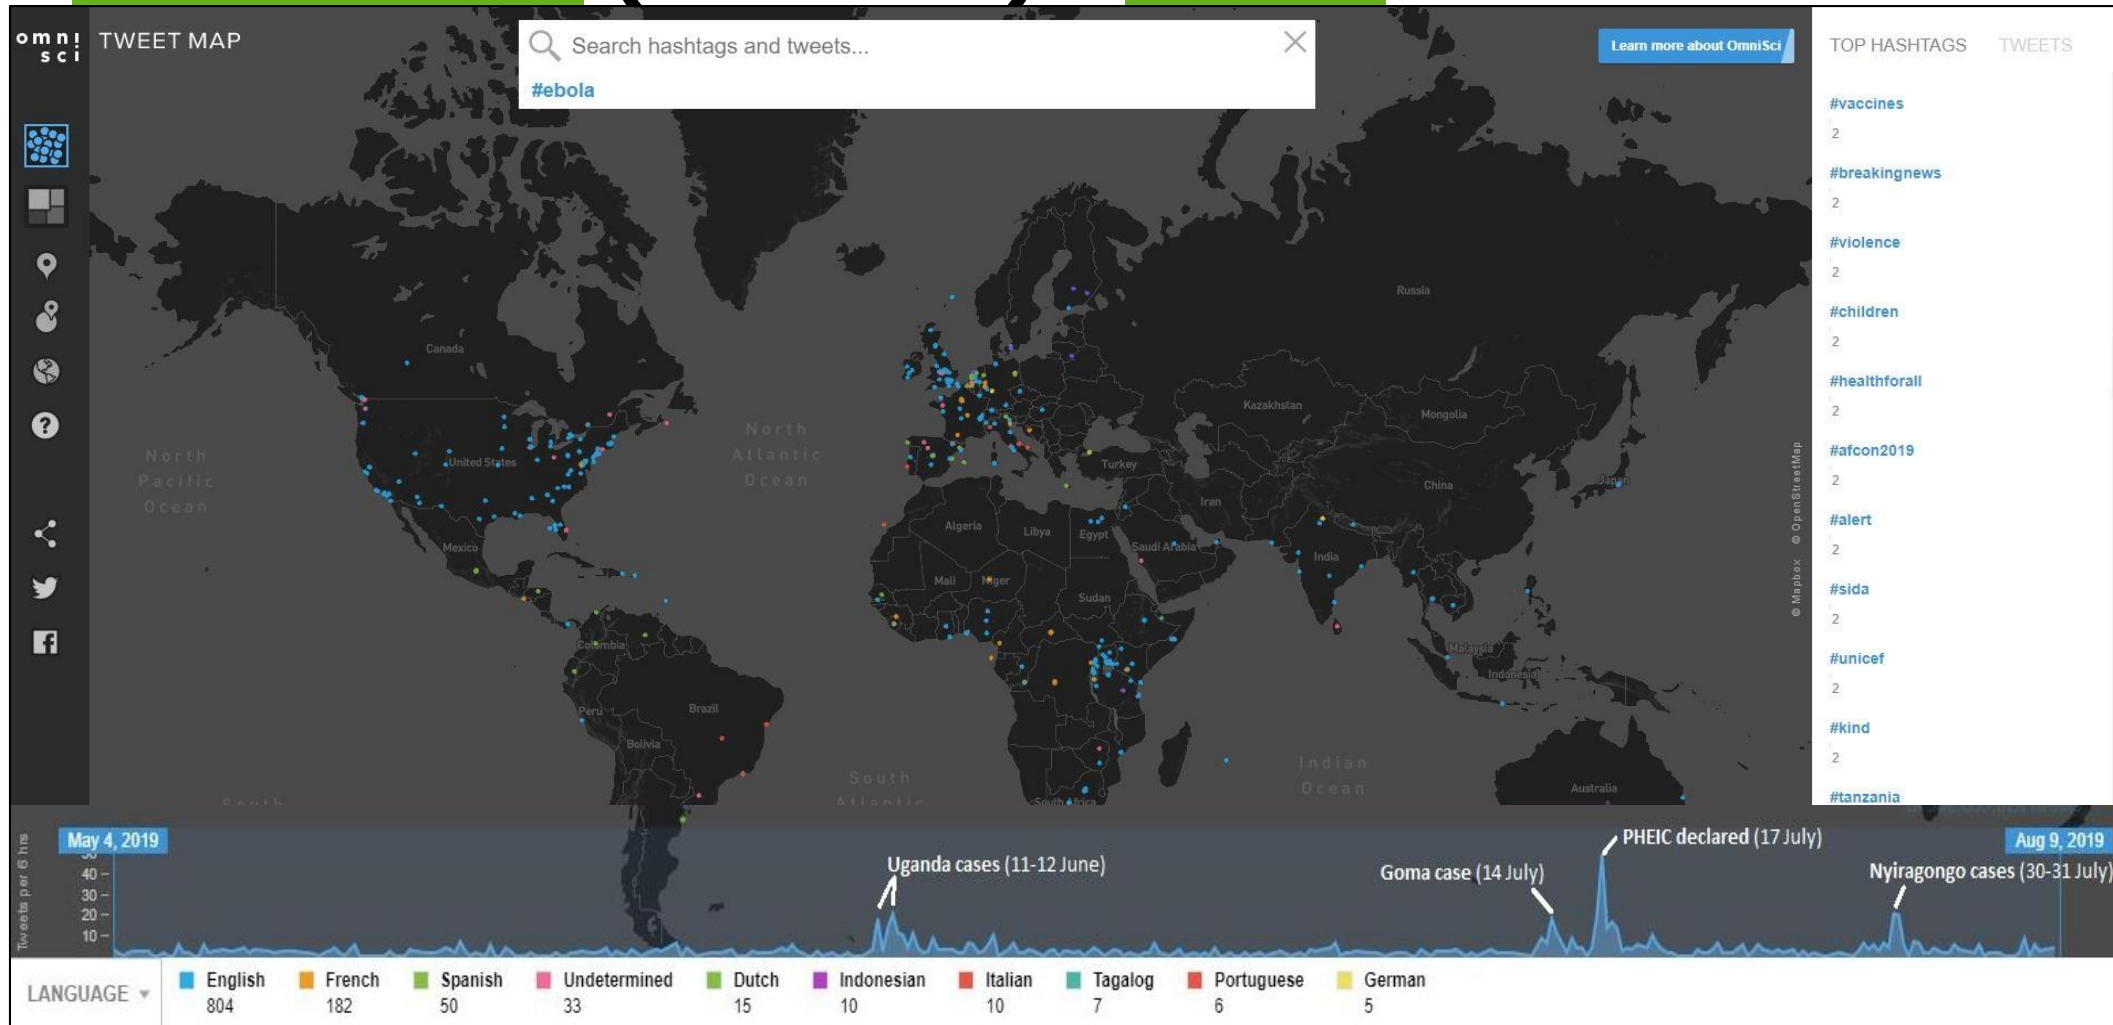 omni
sci
TWEET MAP
Search hashtags and tweets...
#ebola
Learn more about OmniSci
TOP HASHTAGS TWEETS
#vaccines
2
#breakingnews
2
#violence
2
#children
2
#healthforall
2
#afcon2019
2
#alert
2
#sida
2
#unicef
2
#kind
2
#tanzania
Russia
Canada
Kazakhstan
Mongolia
North
Pacific
Ocean
North
Atlantic
Ocean
United States
Turkey
China
Japan
Iran
Algeria
Libya
Egypt
Saudi Arabia
India
Mexico
Mali
Niger
Sudan
Colombia
Malaysia
Indonesia
Peru
Brazil
Bolivia
South
Atlantic
Indian
Ocean
Australia
South Africa
South
© Mapbox © OpenStreetMap
May 4, 2019
Aug 9, 2019
Tweets per 6 hrs
50
40
30
20
10
Uganda cases (11-12 June)
Goma case (14 July)
PHEIC declared (17 July)
Nyiragongo cases (30-31 July)
LANGUAGE
English French Spanish Undetermined Dutch Indonesian Italian Tagalog Portuguese German
804 182 50 33 15 10 10 7 6 5